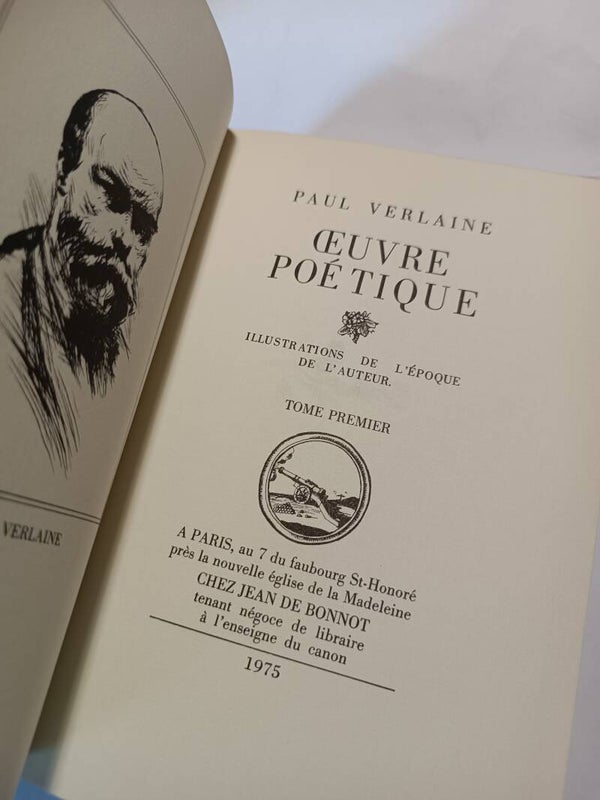 VERLAINE
PAUL VERLAINE
ŒUVRE
POÉTIQUE
ILLUSTRATIONS DE L'ÉPOQUE
DE L'AUTEUR.
TOME PREMIER
A PARIS, au 7 du faubourg St-Honoré
près la nouvelle église de la Madeleine
CHEZ JEAN DE BONNOT
tenant négoce de libraire
à l'enseigne du canon
1975